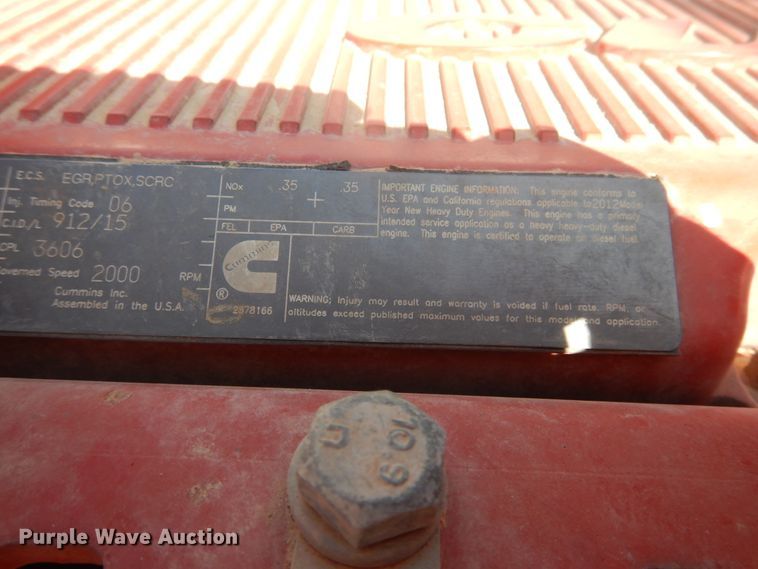 E.C.S. EGR,PTOX,SCRC
Inj. Timing Code 06
C.I.D/L 912/15
CPL 3606
Governed Speed 2000 RPM
Cummins Inc.
Assembled in the U.S.A.
NOx .35 + .35
PM
FEL EPA CARB
Cummins
®
2878166
IMPORTANT ENGINE INFORMATION: This engine conforms to
U.S. EPA and California regulations applicable to 2012 Model
Year New Heavy Duty Engines. This engine has a primary
intended service application as a heavy heavy-duty diesel
engine. This engine is certified to operate on diesel fuel
WARNING: Injury may result and warranty is voided if fuel rate, RPM, or
altitudes exceed published maximum values for this model and application.
10.9
Purple Wave Auction